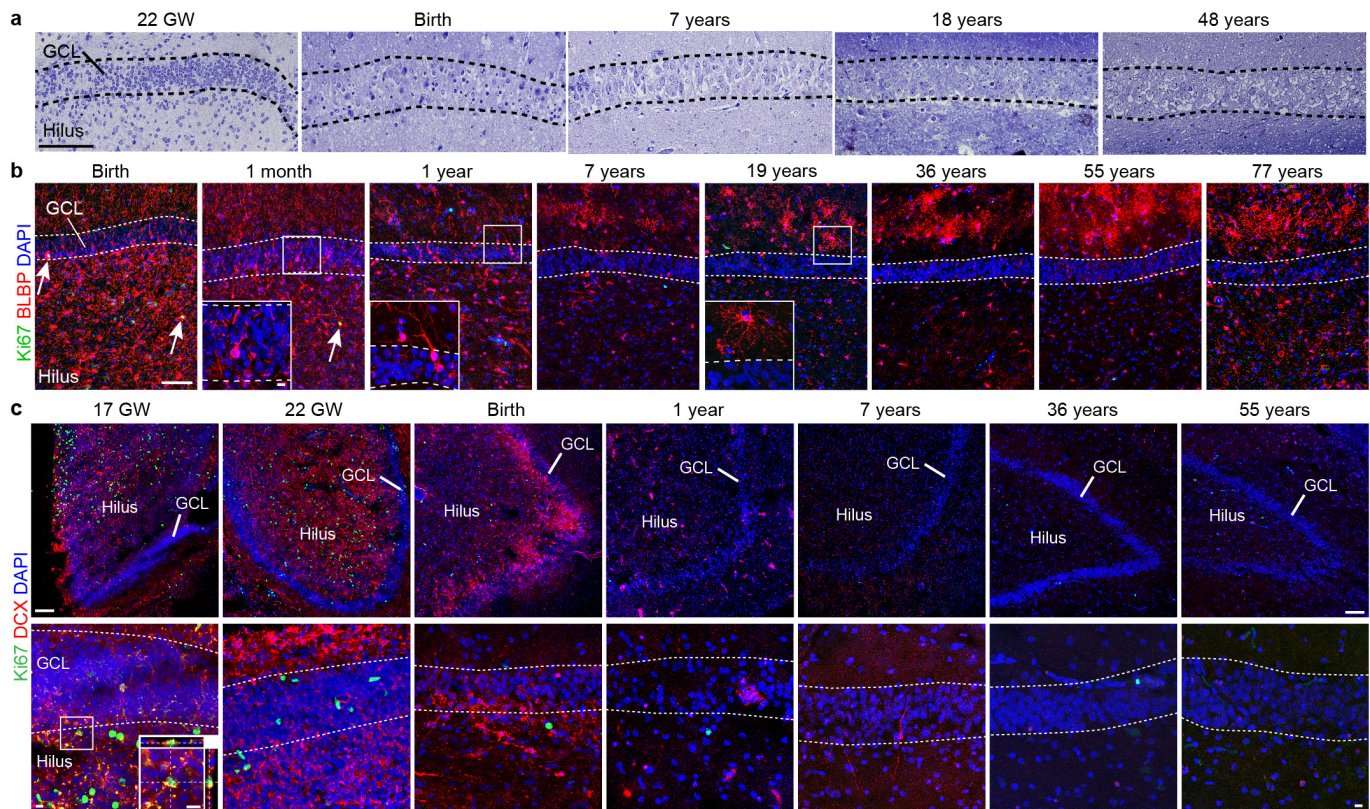 a
22 GW Birth 7 years 18 years 48 years
GCL
Hilus
b
Birth 1 month 1 year 7 years 19 years 36 years 55 years 77 years
Ki67 BLBP DAPI
GCL
Hilus
c
17 GW 22 GW Birth 1 year 7 years 36 years 55 years
Ki67 DCX DAPI
Hilus GCL
GCL Hilus
GCL Hilus
GCL Hilus
GCL Hilus
GCL Hilus
Hilus GCL
GCL
Hilus